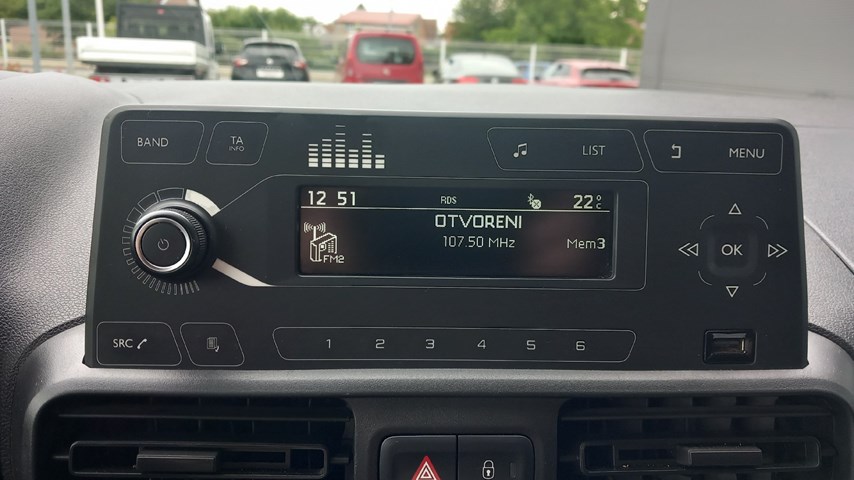 BAND
TA
INFO
LIST
MENU
12 51
RDS
22°C
OTVORENI
107.50 MHz
FM2
Mem3
OK
SRC
1 2 3 4 5 6